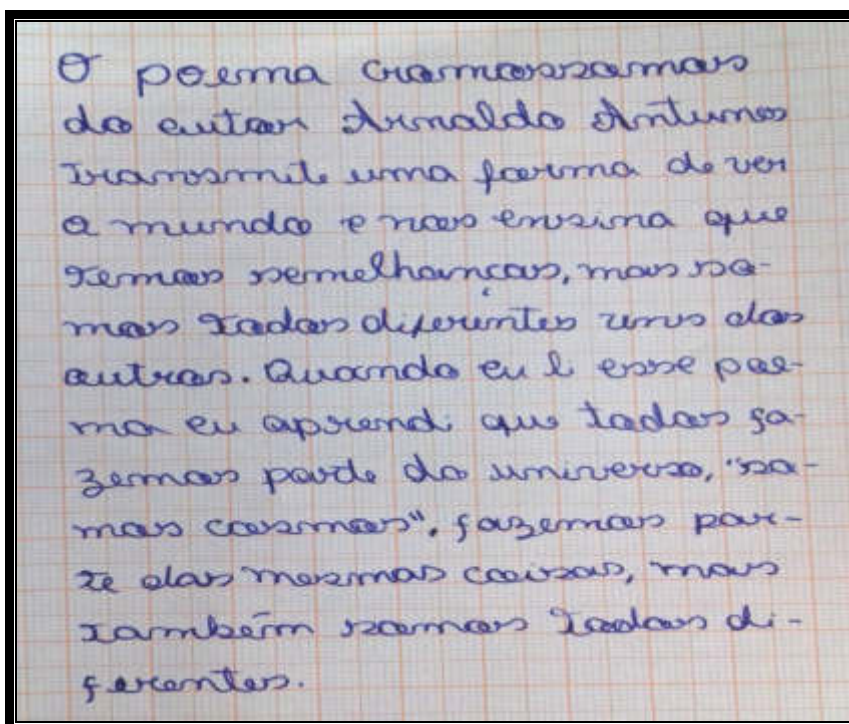 O poema cromossomos
do autor Arnaldo Antunes
transmite uma forma de ver
o mundo e nos ensina que
temos semelhanças, mas so-
mos todos diferentes uns dos
outros. Quando eu li esse poe-
ma eu aprendi que todos fa-
zemos parde do universo, "so-
mos cosmos", fazemos par-
te das mesmas coisas, mas
também somos todos di-
ferentes.